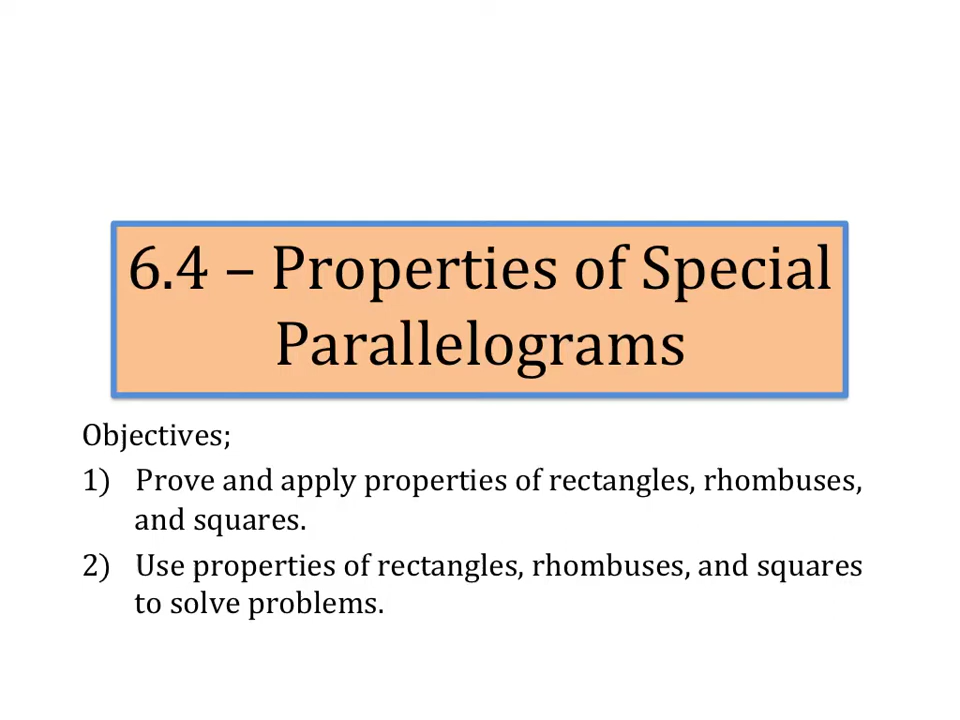 6.4 – Properties of Special
Parallelograms
Objectives;
1) Prove and apply properties of rectangles, rhombuses,
and squares.
2) Use properties of rectangles, rhombuses, and squares
to solve problems.